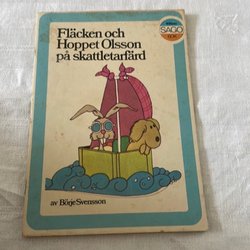 Fläcken och
Hoppet Olsson
på skattletarfärd
SAGO
av Börje Svensson